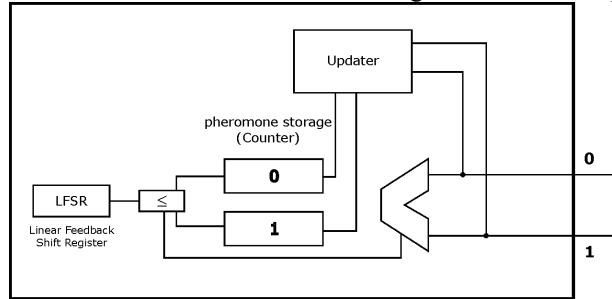 Updater
pheromone storage
(Counter)
0
0
LFSR
≤
1
Linear Feedback
Shift Register
1